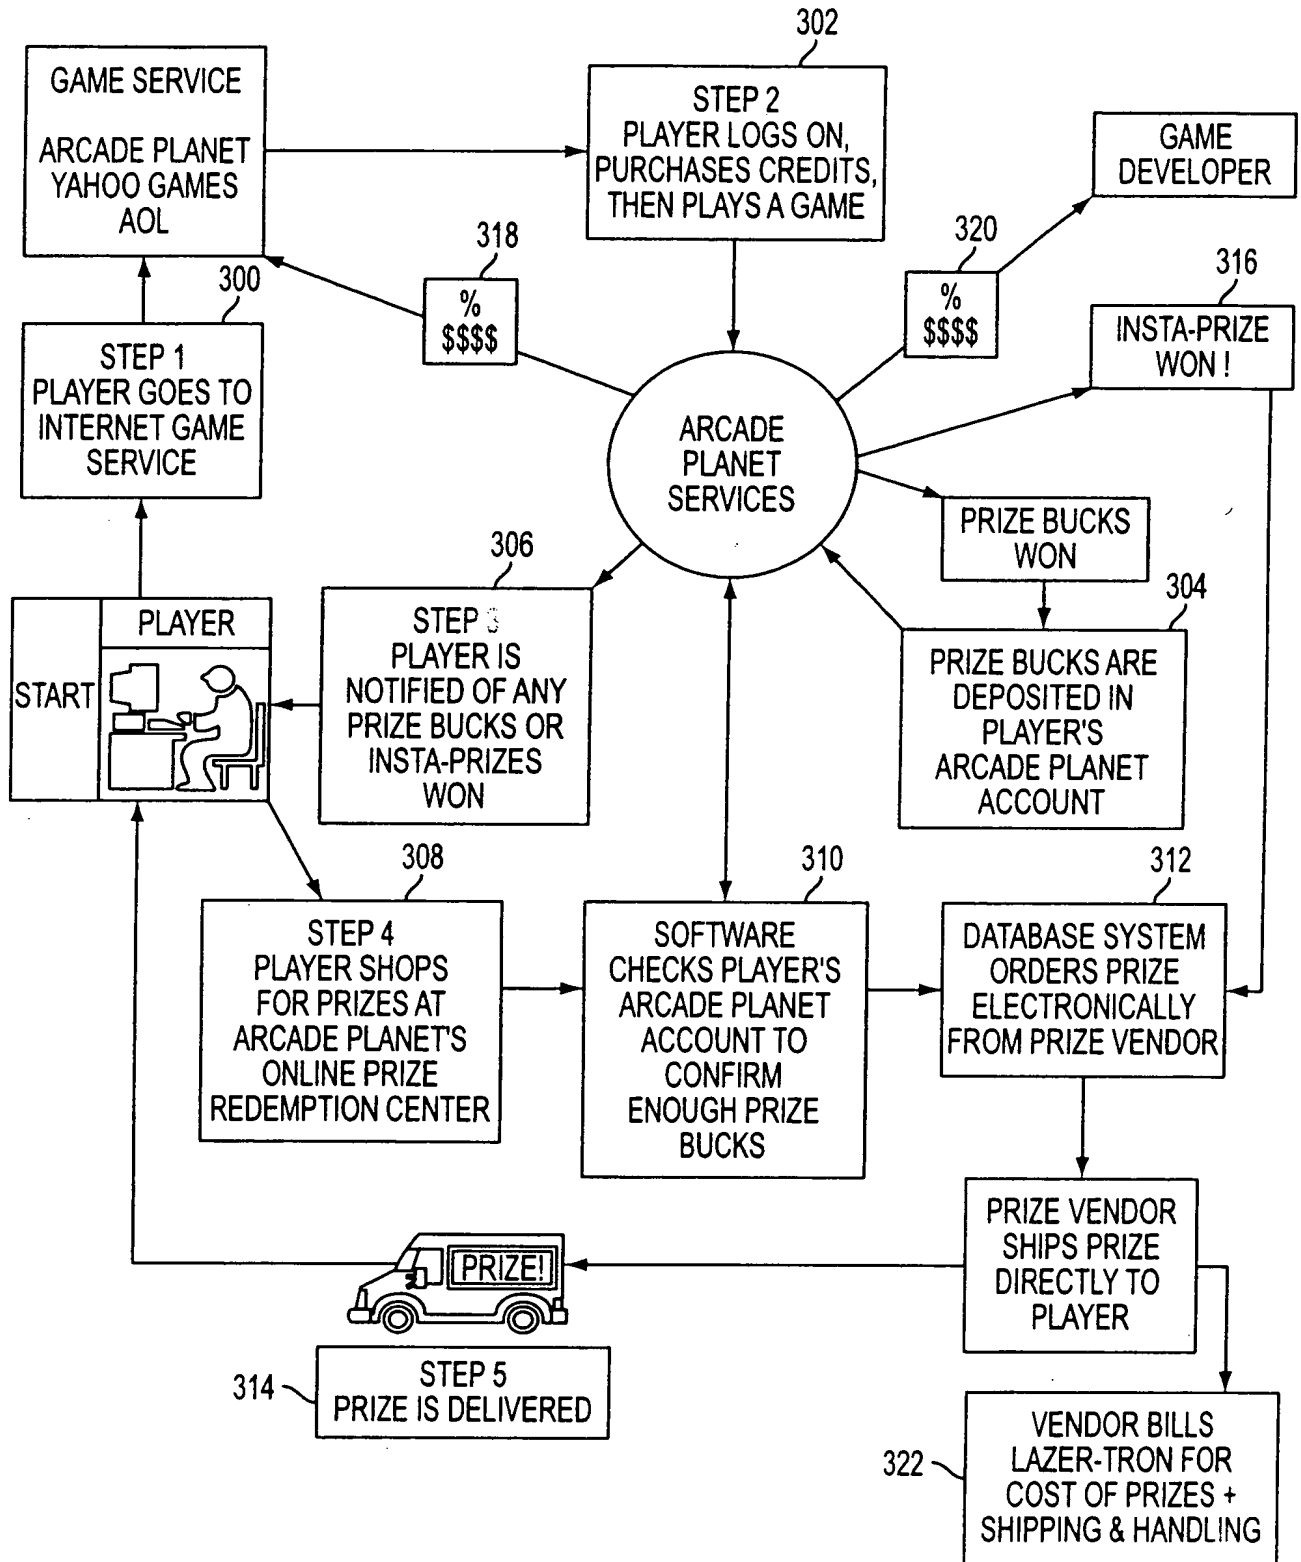 302
GAME SERVICE
ARCADE PLANET
YAHOO GAMES
AOL
STEP 2
PLAYER LOGS ON,
PURCHASES CREDITS,
THEN PLAYS A GAME
GAME
DEVELOPER
318
%
$$$$
320
%
$$$$
316
INSTA-PRIZE
WON !
300
STEP 1
PLAYER GOES TO
INTERNET GAME
SERVICE
ARCADE
PLANET
SERVICES
PRIZE BUCKS
WON
306
STEP 3
PLAYER IS
NOTIFIED OF ANY
PRIZE BUCKS OR
INSTA-PRIZES
WON
304
PRIZE BUCKS ARE
DEPOSITED IN
PLAYER'S
ARCADE PLANET
ACCOUNT
START
PLAYER
308
STEP 4
PLAYER SHOPS
FOR PRIZES AT
ARCADE PLANET'S
ONLINE PRIZE
REDEMPTION CENTER
310
SOFTWARE
CHECKS PLAYER'S
ARCADE PLANET
ACCOUNT TO
CONFIRM
ENOUGH PRIZE
BUCKS
312
DATABASE SYSTEM
ORDERS PRIZE
ELECTRONICALLY
FROM PRIZE VENDOR
PRIZE VENDOR
SHIPS PRIZE
DIRECTLY TO
PLAYER
PRIZE!
314
STEP 5
PRIZE IS DELIVERED
322
VENDOR BILLS
LAZER-TRON FOR
COST OF PRIZES +
SHIPPING & HANDLING